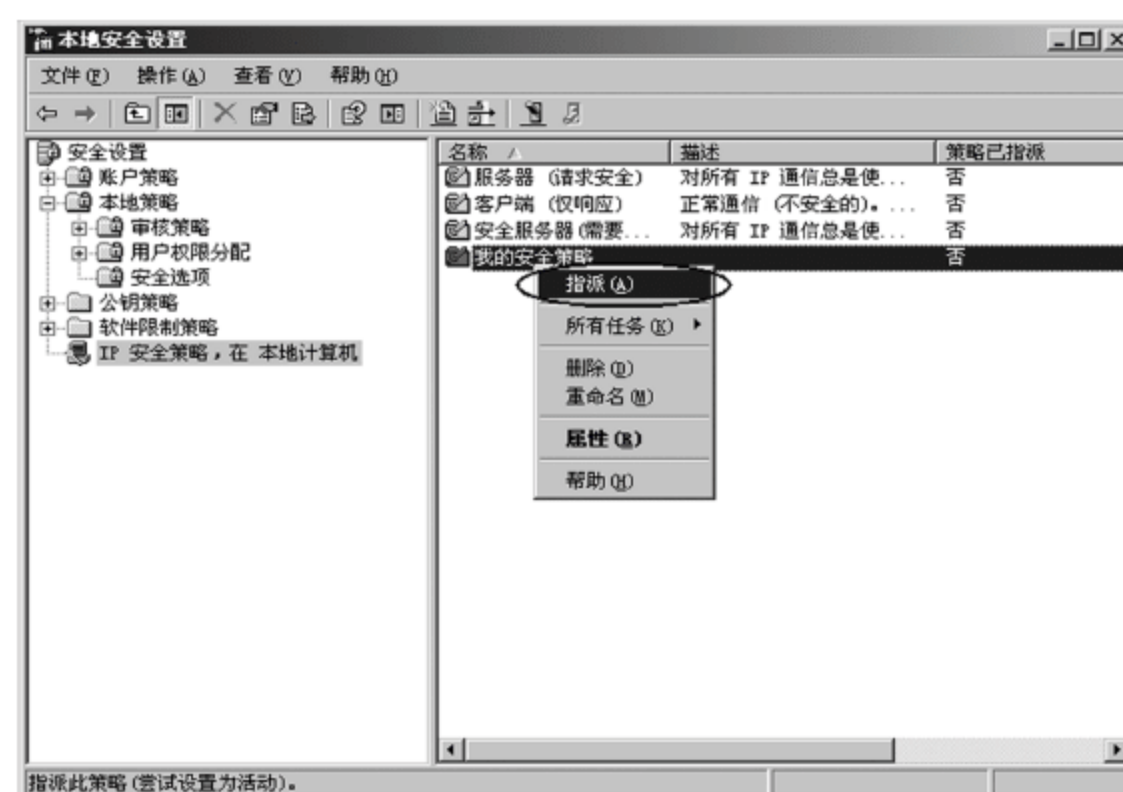 本地安全设置
文件(F) 操作(A) 查看(V) 帮助(H)
安全设置
账户策略
本地策略
审核策略
用户权限分配
安全选项
公钥策略
软件限制策略
IP 安全策略，在 本地计算机
名称 描述 策略已指派
服务器 (请求安全) 对所有 IP 通信总是使... 否
客户端 (仅响应) 正常通信 (不安全的)。... 否
安全服务器(需要... 对所有 IP 通信总是使... 否
我的安全策略 否
指派(A)
所有任务(K)
删除(D)
重命名(M)
属性(R)
帮助(H)
指派此策略(尝试设置为活动)。